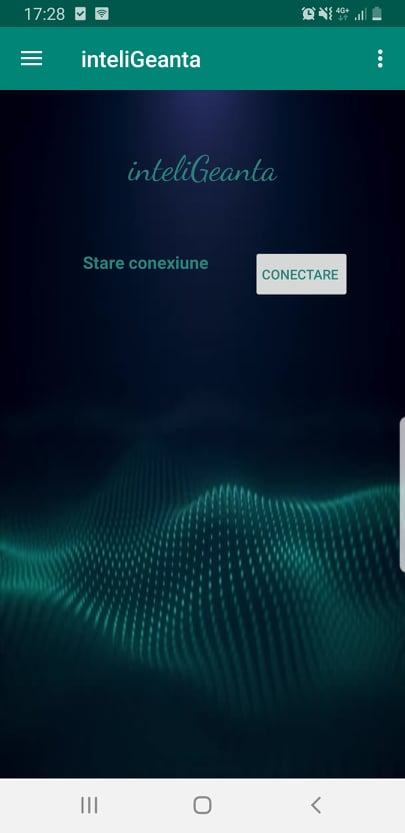 17:28
4G+
inteliGeanta
inteliGeanta
Stare conexiune
CONECTARE